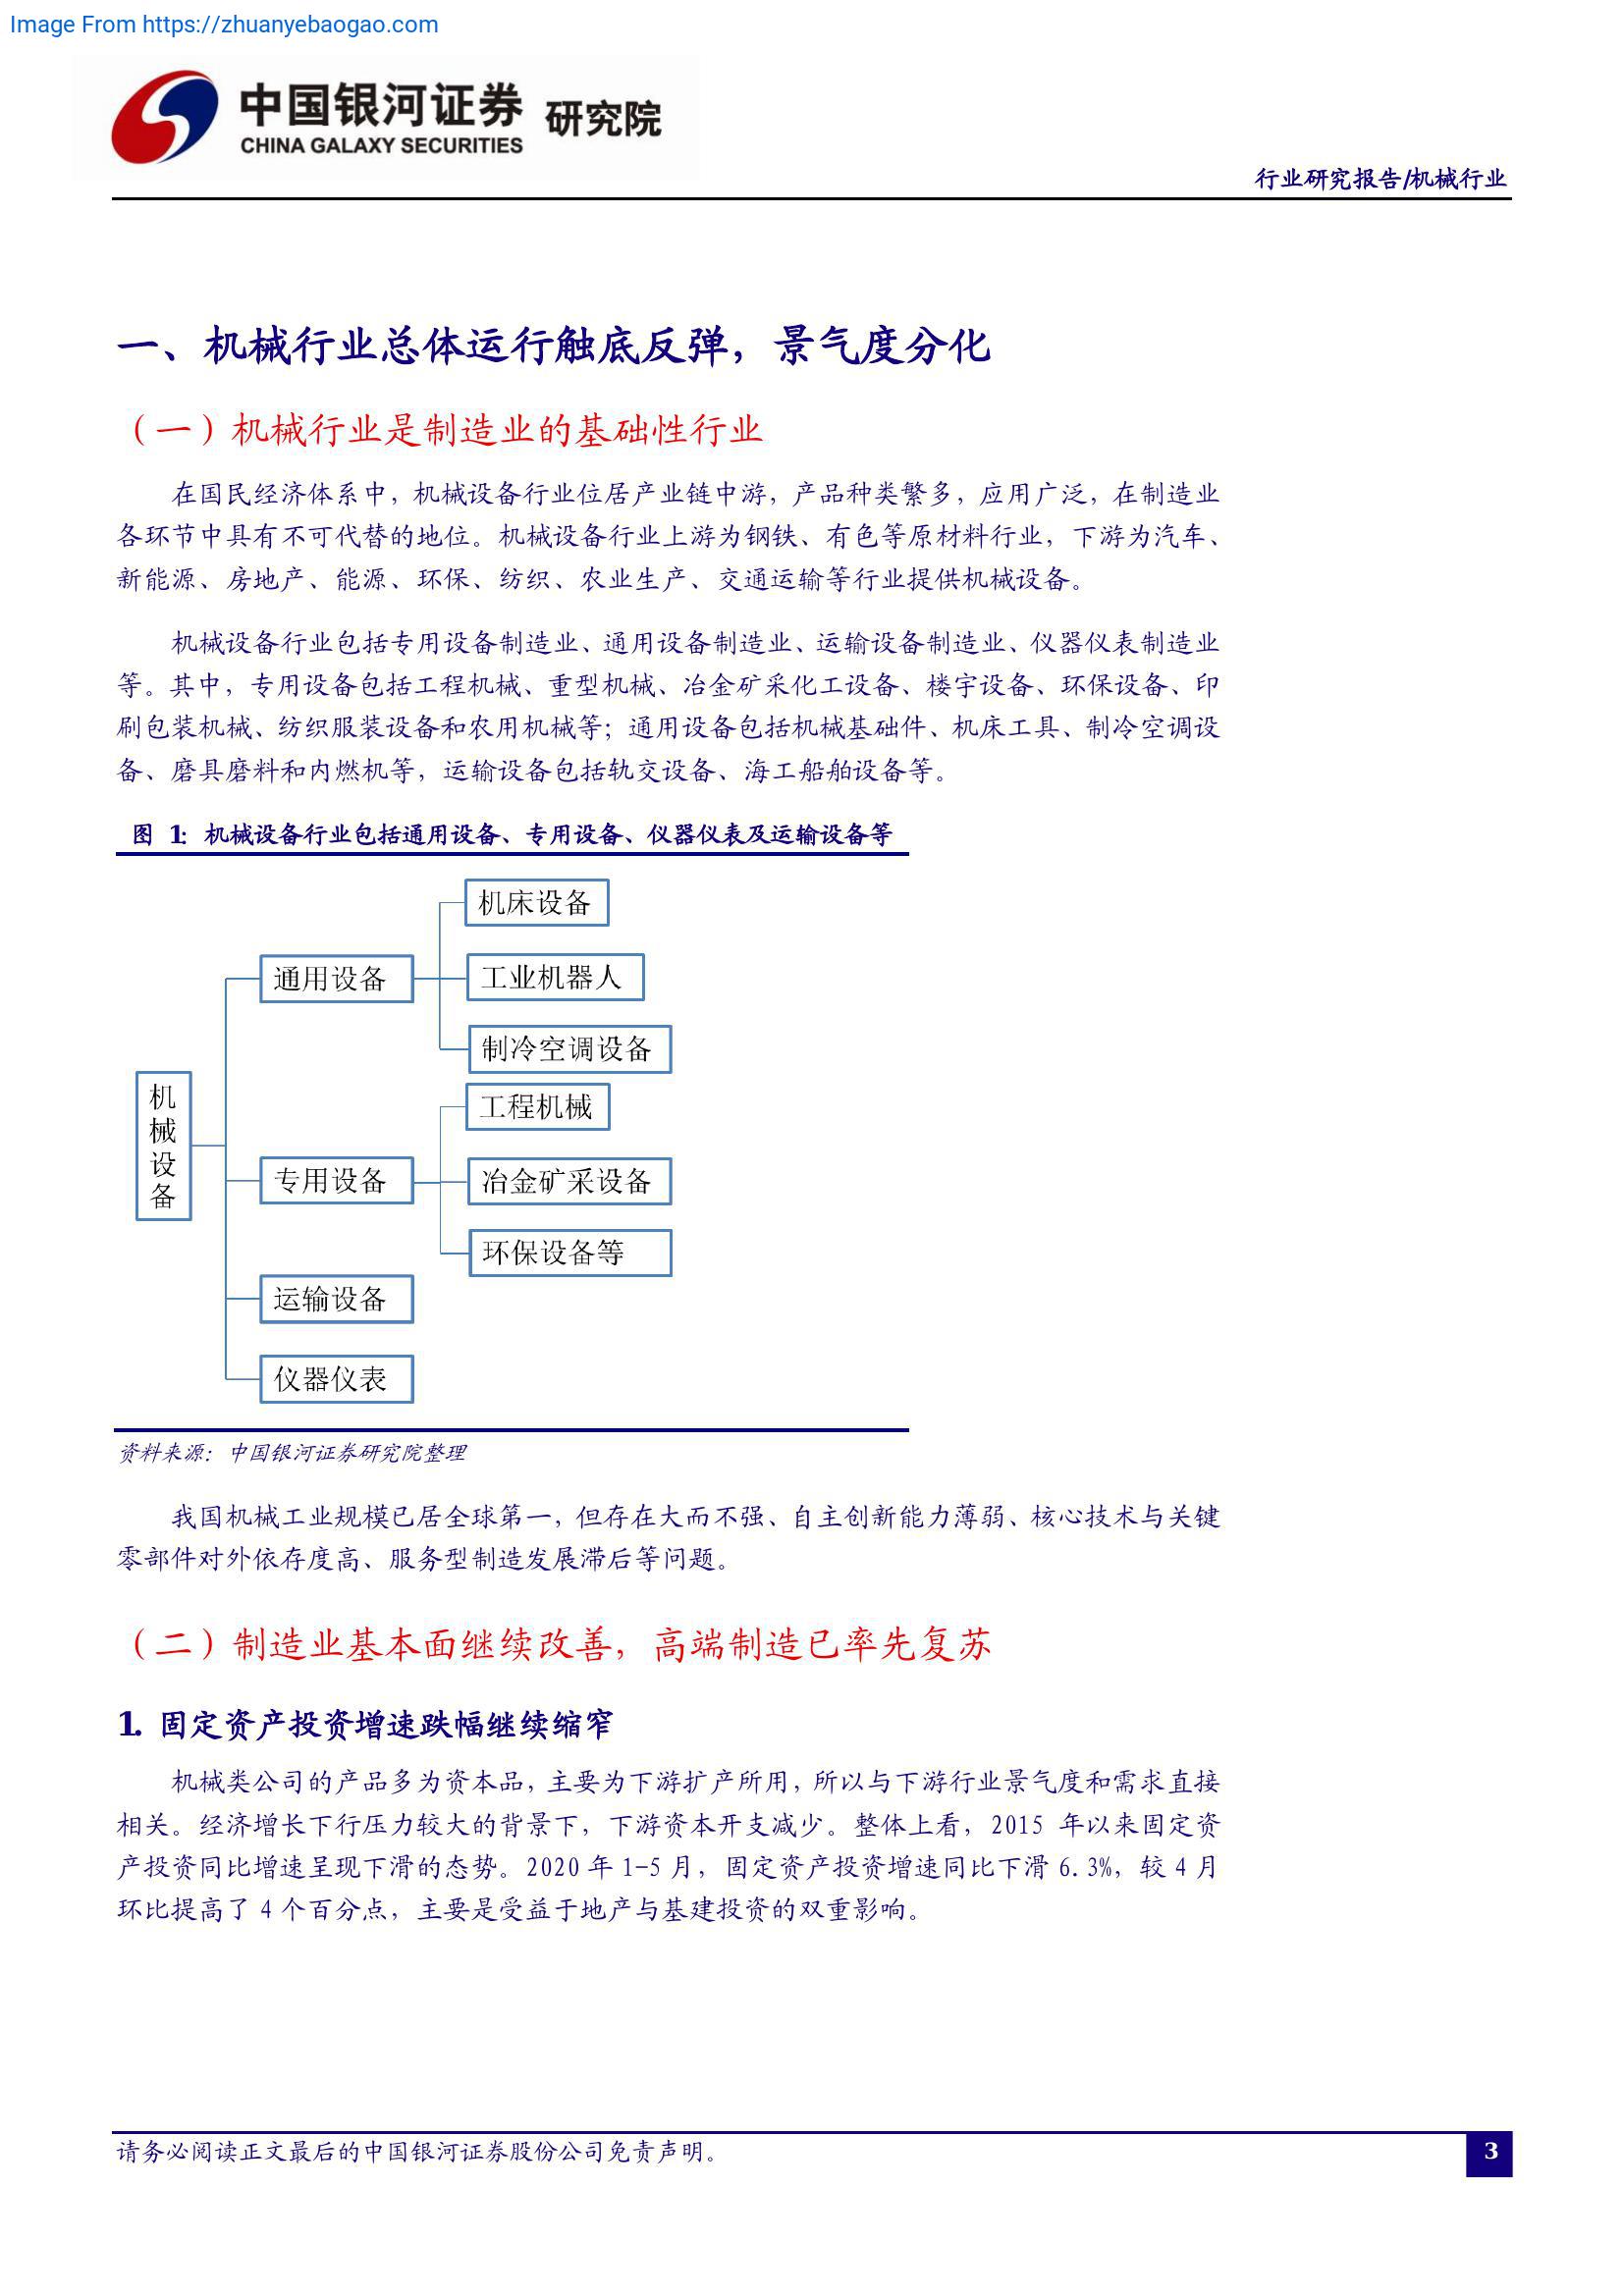 Image From https://zhuanyebaogao.com
中国银河证券 研究院
CHINA GALAXY SECURITIES
行业研究报告/机械行业
一、机械行业总体运行触底反弹，景气度分化
（一）机械行业是制造业的基础性行业
在国民经济体系中，机械设备行业位居产业链中游，产品种类繁多，应用广泛，在制造业
各环节中具有不可代替的地位。机械设备行业上游为钢铁、有色等原材料行业，下游为汽车、
新能源、房地产、能源、环保、纺织、农业生产、交通运输等行业提供机械设备。
机械设备行业包括专用设备制造业、通用设备制造业、运输设备制造业、仪器仪表制造业
等。其中，专用设备包括工程机械、重型机械、冶金矿采化工设备、楼宇设备、环保设备、印
刷包装机械、纺织服装设备和农用机械等；通用设备包括机械基础件、机床工具、制冷空调设
备、磨具磨料和内燃机等，运输设备包括轨交设备、海工船舶设备等。
图 1：机械设备行业包括通用设备、专用设备、仪器仪表及运输设备等
机械设备
通用设备
机床设备
工业机器人
制冷空调设备
专用设备
工程机械
冶金矿采设备
环保设备等
运输设备
仪器仪表
资料来源：中国银河证券研究院整理
我国机械工业规模已居全球第一，但存在大而不强、自主创新能力薄弱、核心技术与关键
零部件对外依存度高、服务型制造发展滞后等问题。
（二）制造业基本面继续改善，高端制造已率先复苏
1. 固定资产投资增速跌幅继续缩窄
机械类公司的产品多为资本品，主要为下游扩产所用，所以与下游行业景气度和需求直接
相关。经济增长下行压力较大的背景下，下游资本开支减少。整体上看，2015 年以来固定资
产投资同比增速呈现下滑的态势。2020 年 1-5 月，固定资产投资增速同比下滑 6.3%，较 4 月
环比提高了 4 个百分点，主要是受益于地产与基建投资的双重影响。
请务必阅读正文最后的中国银河证券股份公司免责声明。
3